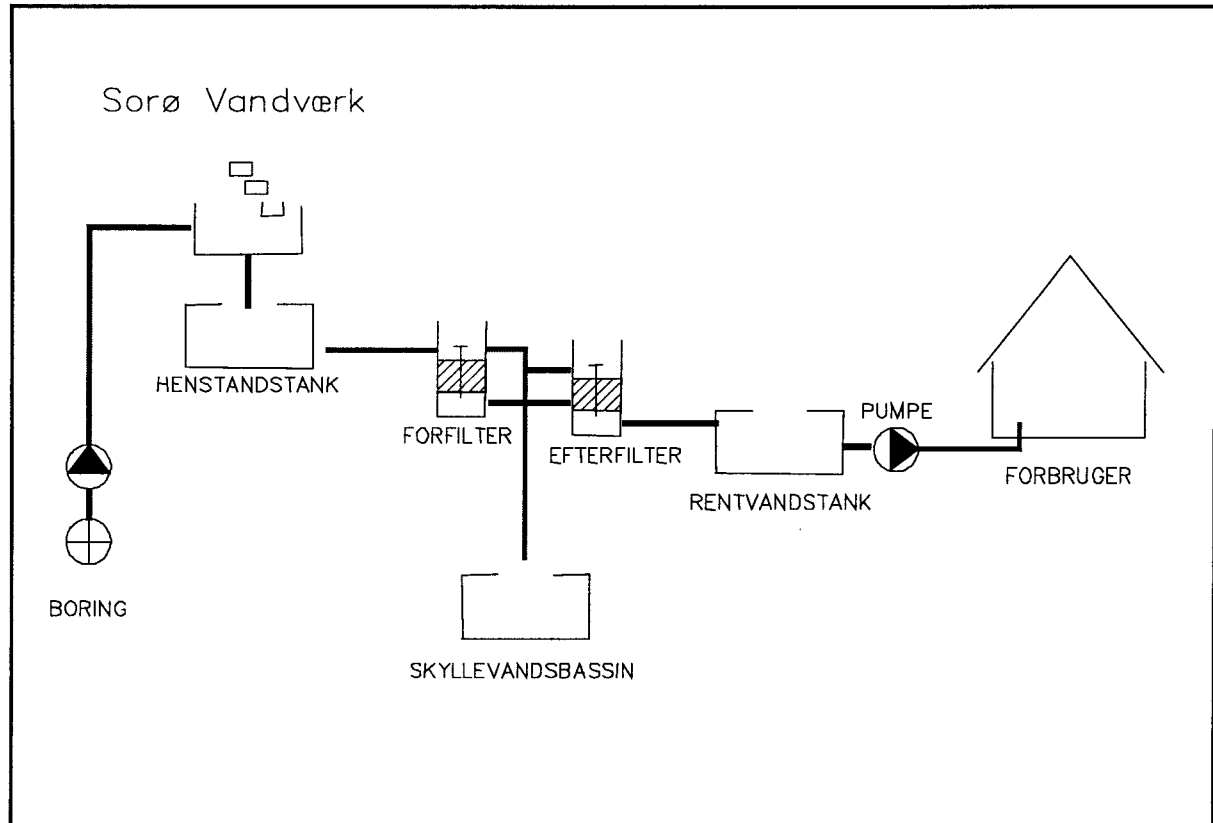 Sorø Vandværk
HENSTANDSTANK
FORFILTER
EFTERFILTER
PUMPE
RENTVANDSTANK
FORBRUGER
BORING
SKYLLEVANDSBASSIN